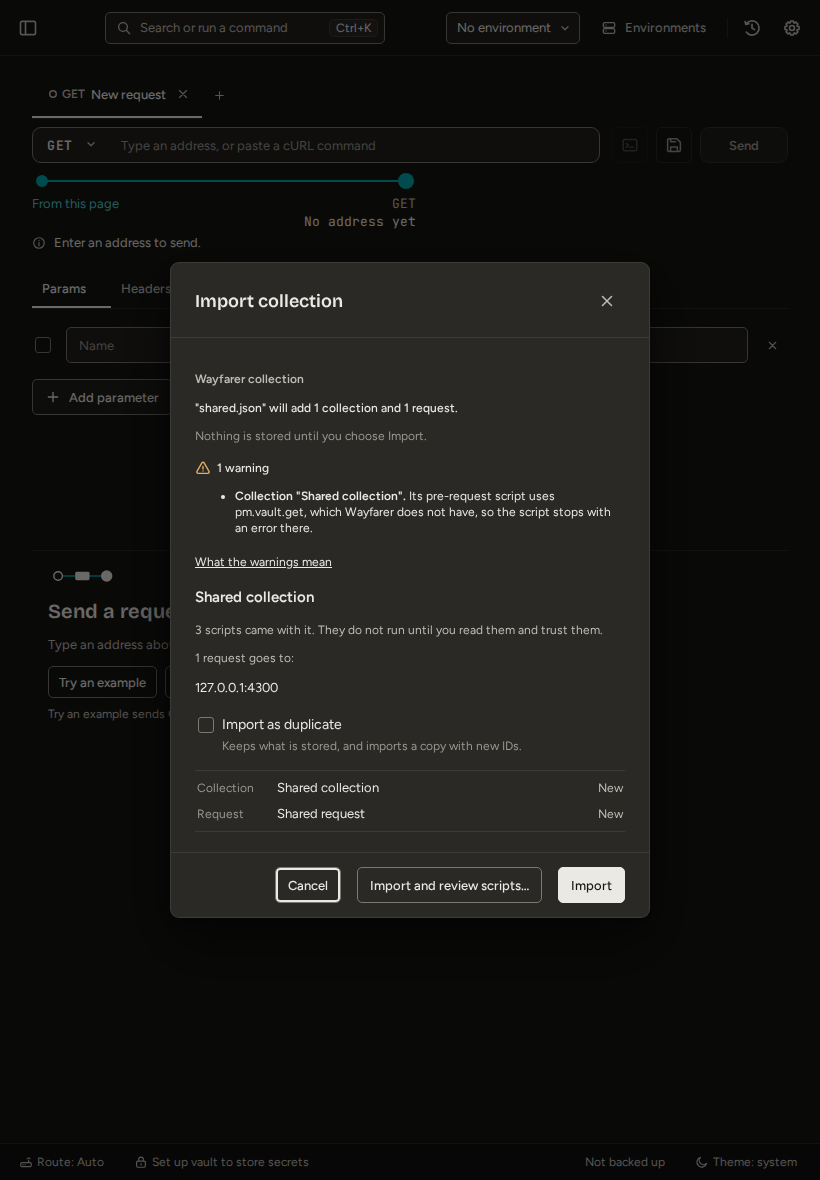 Search or run a command Ctrl+K No environment Environments
GET New request
GET Type an address, or paste a cURL command Send
From this page GET
No address yet
Enter an address to send.
Import collection
Params Headers
Name
Add parameter
Wayfarer collection
"shared.json" will add 1 collection and 1 request.
Nothing is stored until you choose Import.
1 warning
Collection "Shared collection". Its pre-request script uses
pm.vault.get, which Wayfarer does not have, so the script stops with
an error there.
What the warnings mean
Shared collection
3 scripts came with it. They do not run until you read them and trust them.
1 request goes to:
127.0.0.1:4300
Import as duplicate
Keeps what is stored, and imports a copy with new IDs.
Collection Shared collection New
Request Shared request New
Cancel Import and review scripts... Import
Send a reque
Type an address abo
Try an example
Try an example sends
Route: Auto Set up vault to store secrets Not backed up Theme: system